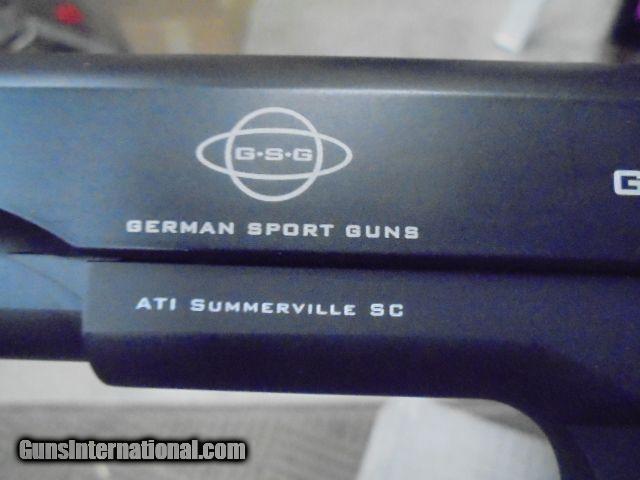 G·S·G
G
GERMAN SPORT GUNS
ATI SUMMERVILLE SC
GunsInternational.com